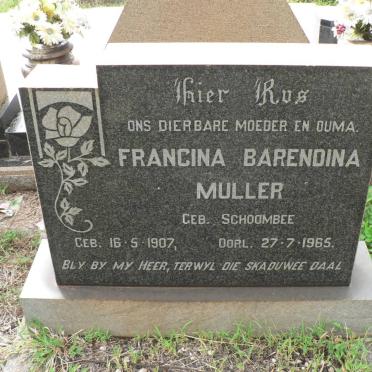 Hier Rus
ONS DIERBARE MOEDER EN OUMA.
FRANCINA BARENDINA
MULLER
GEB. SCHOOMBEE
GEB. 16-5-1907, OORL. 27-7-1965.
BLY BY MY HEER, TERWYL DIE SKADUWEE DAAL